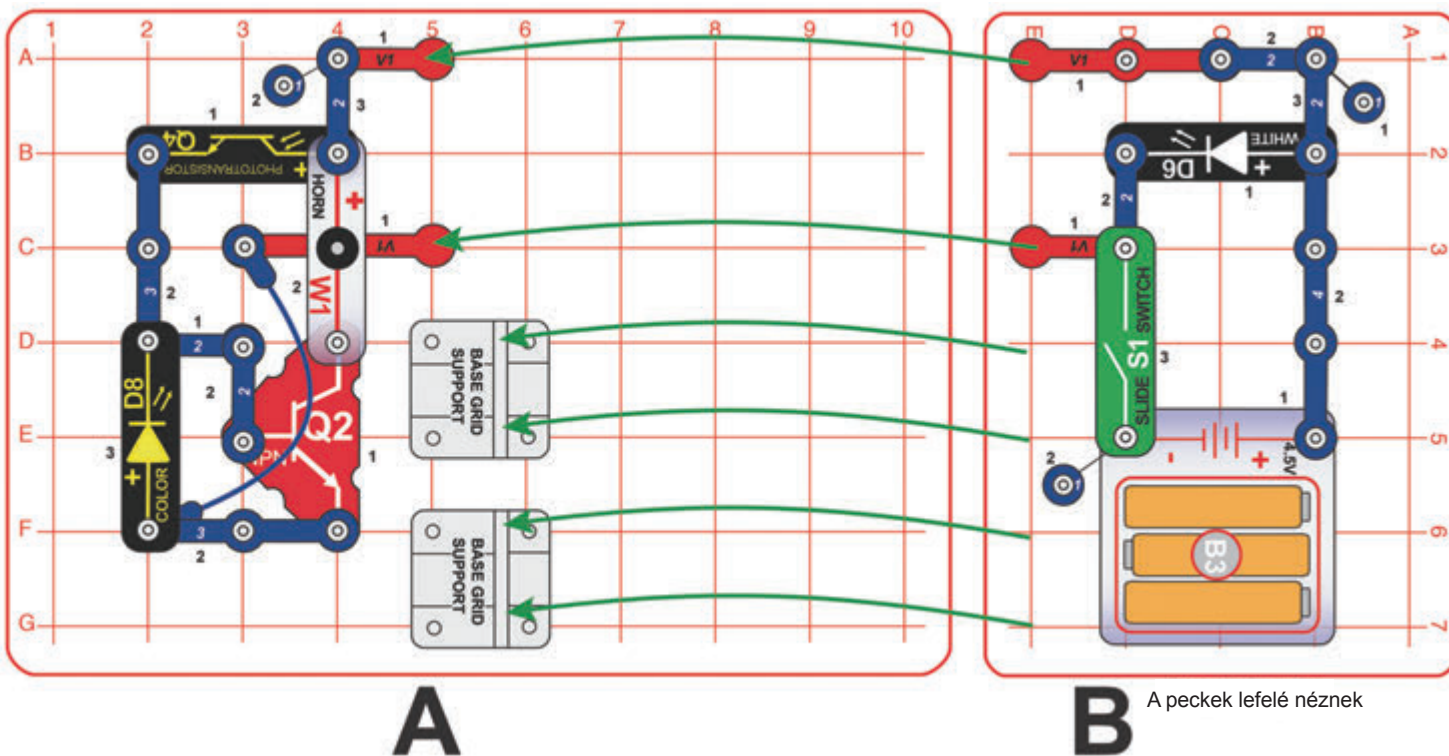 1 2 3 4 5 6 7 8 9 10
A
B
C
D
E
F
G
1
V1
2
1
2
3
1
Q4
PHOTOTRANSISTOR
+
HORN
+
W1
1
V1
2
3
2
1
2
2
2
D8
+
COLOR
3
Q2
NPN
1
3
2
BASE GRID
SUPPORT
BASE GRID
SUPPORT
E D C B A
1
2
3
4
5
6
7
V1
1
2
2
3
2
1
1
WHITE
D6
+
1
2
2
1
V1
4
2
SLIDE SWITCH
S1
3
1
2
1
-
+
4.5V
B3
A
B
A peckek lefelé néznek